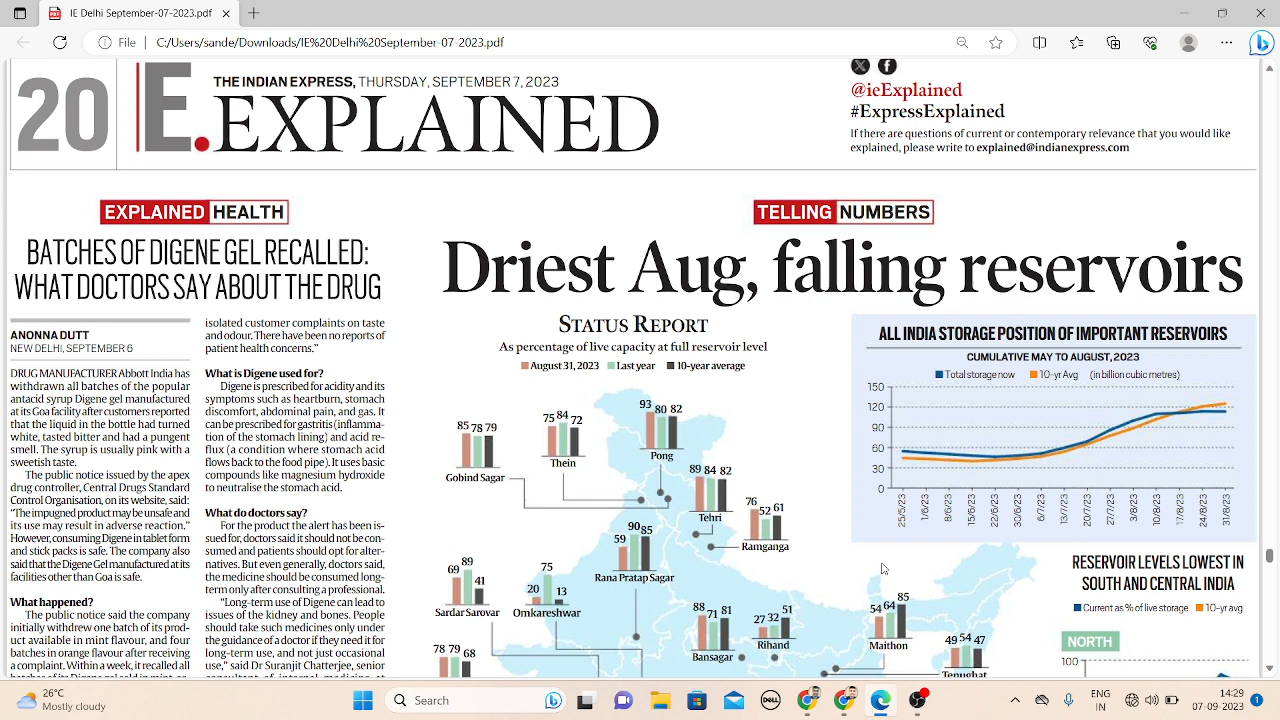 IE Delhi September-07-2023.pdf
File
C:/Users/sande/Downloads/IE%20Delhi%20September-07-2023.pdf
20
E.
THE INDIAN EXPRESS, THURSDAY, SEPTEMBER 7, 2023
EXPLAINED
@ieExplained
#ExpressExplained
If there are questions of current or contemporary relevance that you would like
explained, please write to explained@indianexpress.com
EXPLAINED HEALTH
BATCHES OF DIGENE GEL RECALLED:
WHAT DOCTORS SAY ABOUT THE DRUG
ANONNA DUTT
NEW DELHI, SEPTEMBER 6
DRUG MANUFACTURER Abbott India has
withdrawn all batches of the popular
antacid syrup Digene gel manufactured
at its Goa facility after customers reported
that the liquid in the bottle had turned
white, tasted bitter and had a pungent
smell. The syrup is usually pink with a
sweetish taste.
The public notice issued by the apex
drug controller, Central Drugs Standard
Control Organisation, on its website, said:
“The impugned product may be unsafe and
its use may result in adverse reaction.”
However, consuming Digene in tablet form
and stick packs is safe. The company also
said that the Digene Gel manufactured at its
facilities other than Goa is safe.
What happened?
The public notice said the company
initially withdrew one batch of its prod-
uct available in mint flavour, and four
batches in orange flavour after receiving
a complaint. Within a week, it recalled all
isolated customer complaints on taste
and odour. There have been no reports of
patient health concerns.”
What is Digene used for?
Digene is prescribed for acidity and its
symptoms such as heartburn, stomach
discomfort, abdominal pain, and gas. It
can be prescribed for gastritis (inflamma-
tion of the stomach lining) and acid re-
flux (a condition where stomach acid
flows back to the food pipe). It uses basic
compounds like magnesium hydroxide
to neutralise the stomach acid.
What do doctors say?
For the product the alert has been is-
sued for, doctors said it should not be con-
sumed and patients should opt for alter-
natives. But even generally, doctors said,
the medicine should be consumed long-
term only after consulting a professional.
“Long-term use of Digene can lead to
issues of the kidney and bones. People
should take such medicines only under
the guidance of a doctor if they need it for
long-term use, and not just occasional
use,” said Dr Suranjit Chatterjee, senior
TELLING NUMBERS
Driest Aug, falling reservoirs
STATUS REPORT
As percentage of live capacity at full reservoir level
August 31, 2023 Last year 10-year average
93 80 82
Pong
75 84 72
Thein
85 78 79
Gobind Sagar
89 84 82
Tehri
76 52 61
Ramganga
59 90 85
Rana Pratap Sagar
69 89 41
Sardar Sarovar
20 75 13
Omkareshwar
88 71 81
Bansagar
27 32 51
Rihand
54 64 85
Maithon
49 54 47
Tenughat
78 79 68
ALL INDIA STORAGE POSITION OF IMPORTANT RESERVOIRS
CUMULATIVE MAY TO AUGUST, 2023
Total storage now 10-yr Avg (in billion cubic metres)
150
120
90
60
30
0
25/5/23 1/6/23 8/6/23 15/6/23 22/6/23 30/6/23 6/7/23 13/7/23 20/7/23 27/7/23 3/8/23 10/8/23 17/8/23 24/8/23 31/8/23
RESERVOIR LEVELS LOWEST IN
SOUTH AND CENTRAL INDIA
Current as % of live storage 10-yr avg
NORTH
100
26°C
Mostly cloudy
Search
DELL
ENG
IN
14:29
07-09-2023
1